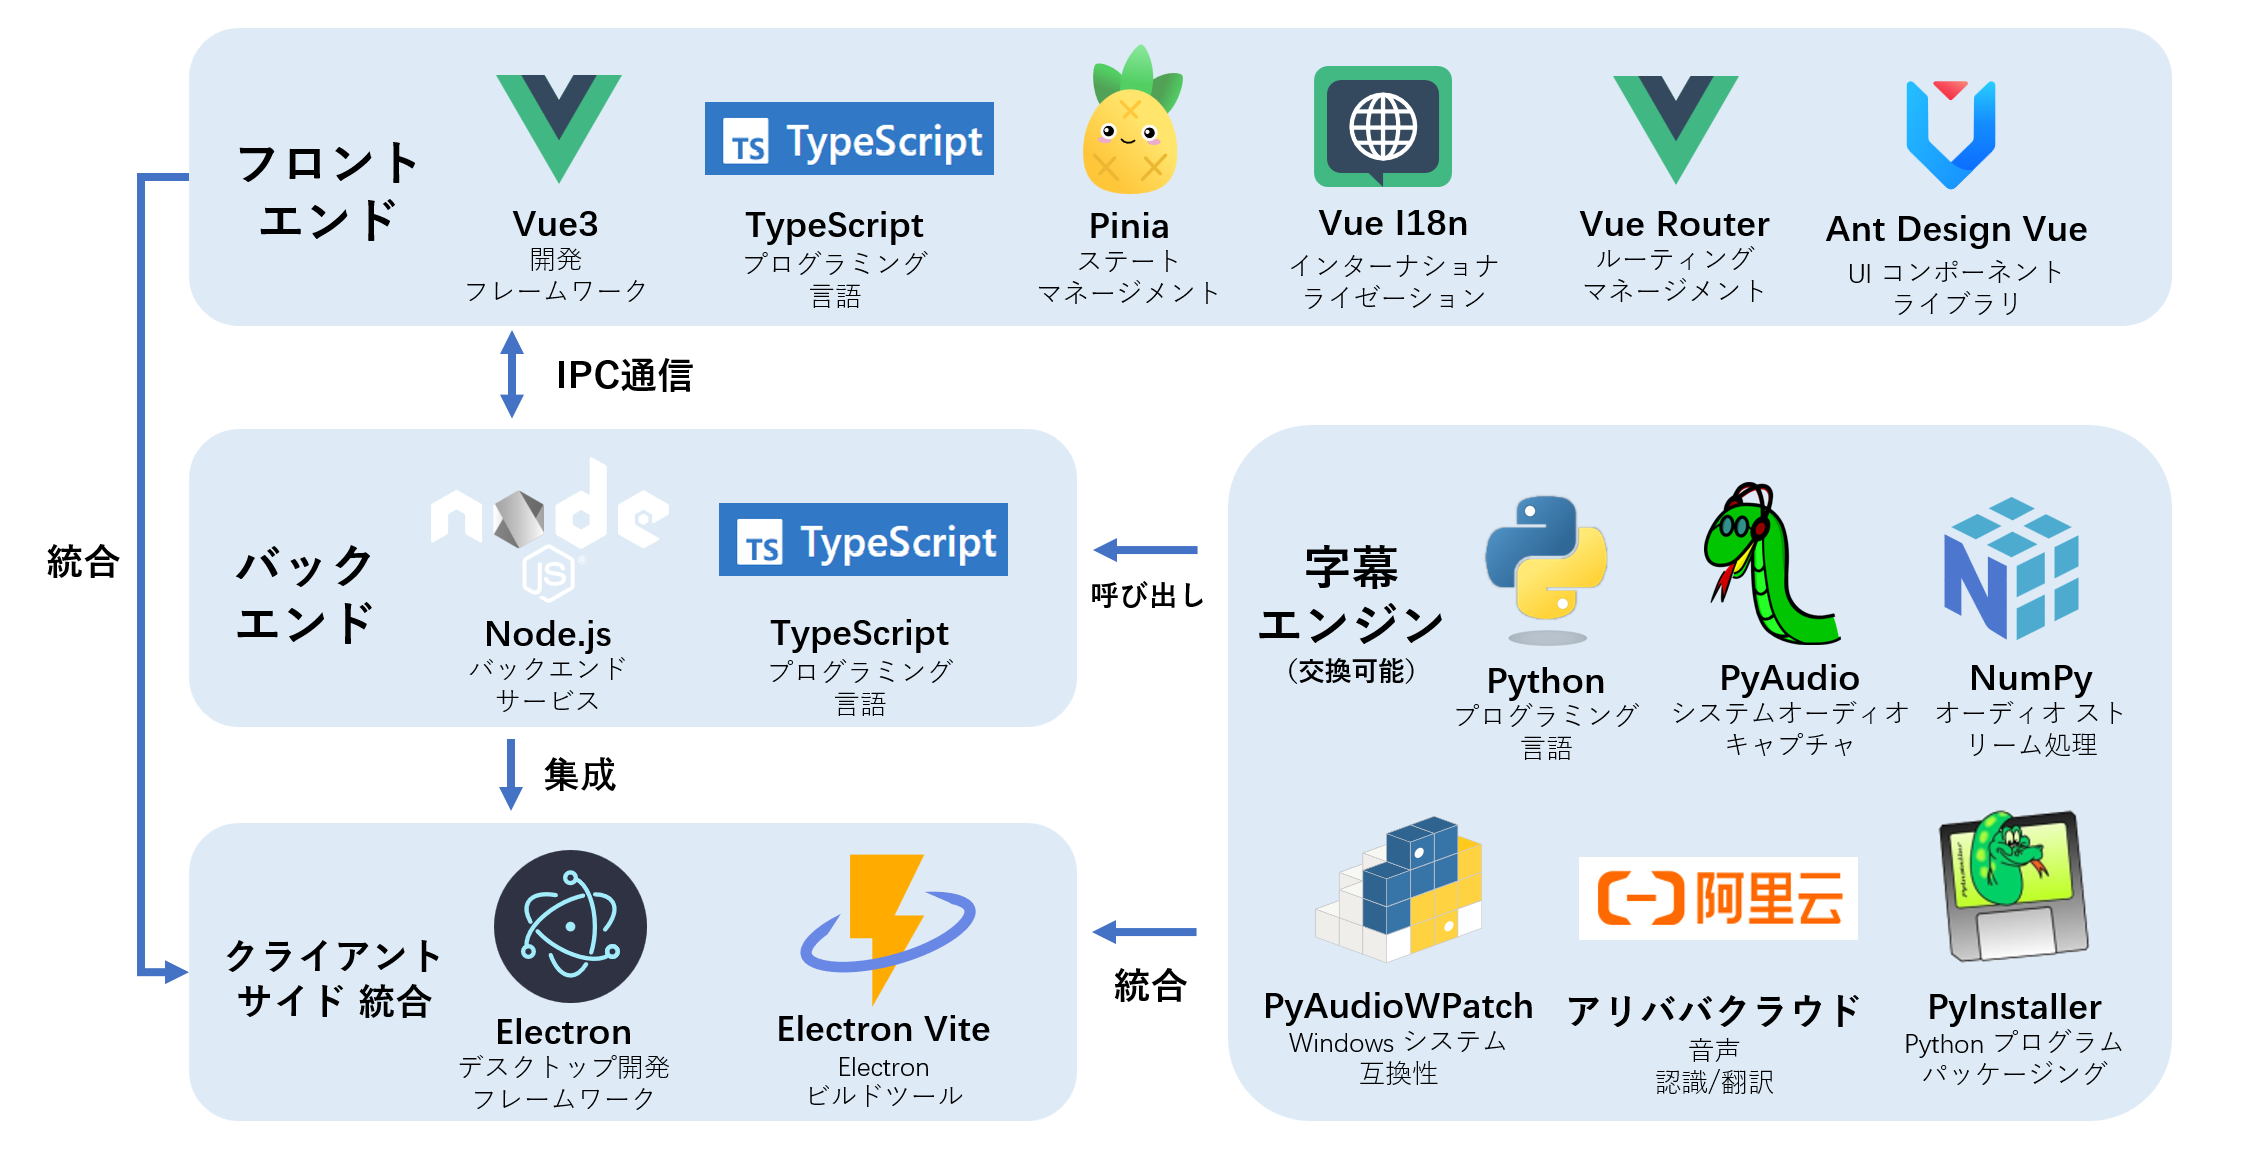 フロント
エンド
TS TypeScript
Vue3
開発
フレームワーク
TypeScript
プログラミング
言語
Pinia
ステート
マネージメント
Vue I18n
インターナショナ
ライゼーション
Vue Router
ルーティング
マネージメント
Ant Design Vue
UI コンポーネント
ライブラリ
IPC通信
統合
バック
エンド
node
JS
®
TS TypeScript
Node.js
バックエンド
サービス
TypeScript
プログラミング
言語
呼び出し
字幕
エンジン
（交換可能）
Python
プログラミング
言語
PyAudio
システムオーディオ
キャプチャ
N
NumPy
オーディオ スト
リーム処理
集成
クライアント
サイド 統合
Electron
デスクトップ開発
フレームワーク
Electron Vite
Electron
ビルドツール
統合
PyAudioWPatch
Windows システム
互換性
阿里云
アリババクラウド
音声
認識/翻訳
PyInstaller
PyInstaller
Python プログラム
パッケージング